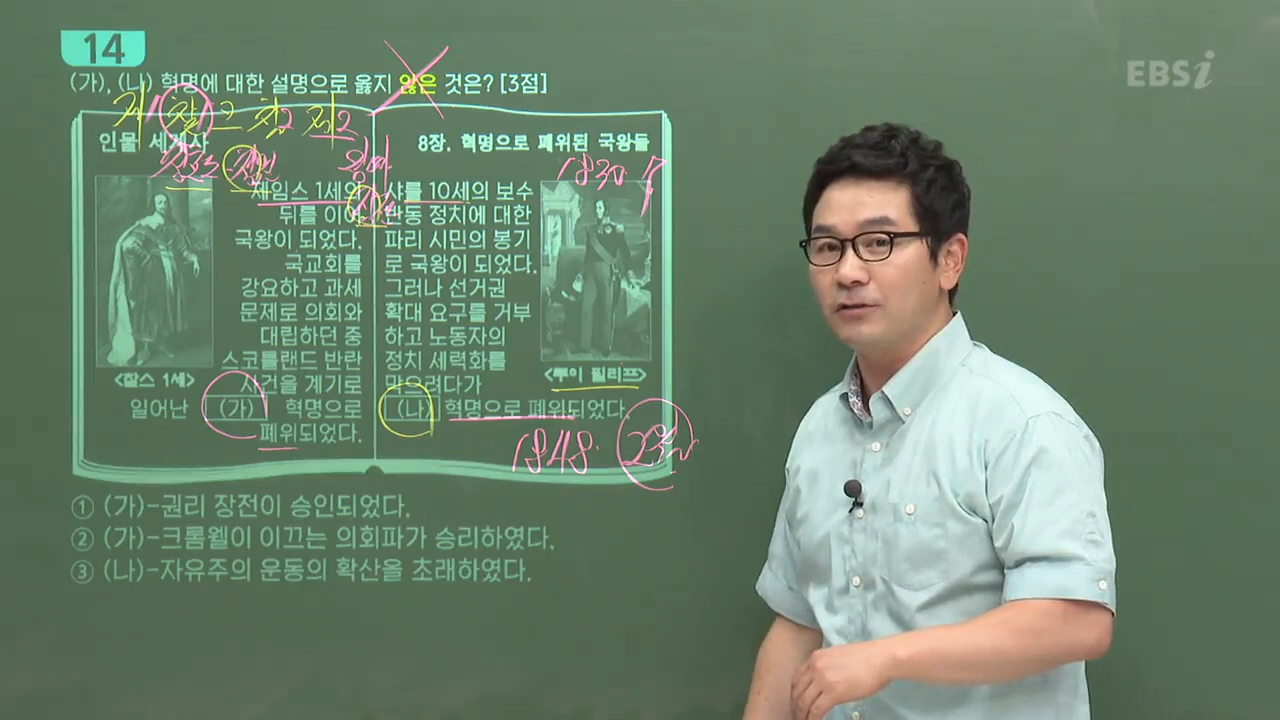 14
EBSi
(가), (나) 혁명에 대한 설명으로 옳지 않은 것은? [3점]
제1 찰1 크 찰2 제2
인물 세계사
제임스 1세의
뒤를 이어
국왕이 되었다.
국교회를
강요하고 과세
문제로 의회와
대립하던 중
스코틀랜드 반란
사건을 계기로
<찰스 1세>
일어난 (가) 혁명으로
폐위되었다.
8장. 혁명으로 폐위된 국왕들
1830 7
샤를 10세의 보수
반동 정치에 대한
파리 시민의 봉기
로 국왕이 되었다.
그러나 선거권
확대 요구를 거부
하고 노동자의
정치 세력화를
막으려다가
<루이 필리프>
(나) 혁명으로 폐위되었다
1848. 2혁
① (가)-권리 장전이 승인되었다.
② (가)-크롬웰이 이끄는 의회파가 승리하였다.
③ (나)-자유주의 운동의 확산을 초래하였다.